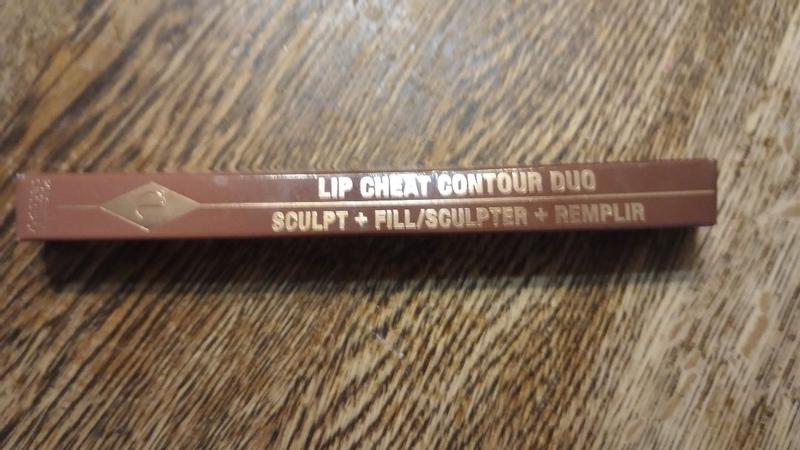 LIP CHEAT CONTOUR DUO
SCULPT + FILL/SCULPTER + REMPLIR